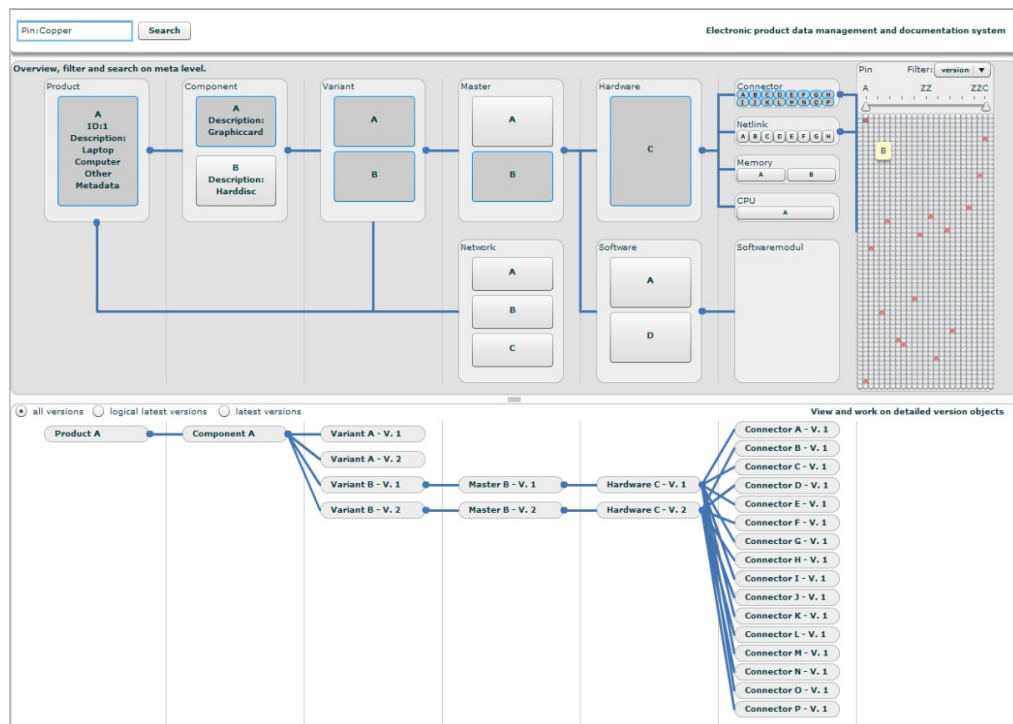 Pin:Copper
Search
Electronic product data management and documentation system
Overview, filter and search on meta level.
Product
A
ID:1
Description:
Laptop
Computer
Other
Metadata
Component
A
Description:
Graphiccard
B
Description:
Harddisc
Variant
A
B
Master
A
B
Hardware
C
Connector
A B C D E F G H
I J K L M N O P
Netlink
A B C D E F G H
Memory
A B
CPU
A
Pin Filter: version
A ZZ ZZC
B
Network
A
B
C
Software
A
D
Softwaremodul
all versions logical latest versions latest versions
View and work on detailed version objects
Product A
Component A
Variant A - V. 1
Variant A - V. 2
Variant B - V. 1
Variant B - V. 2
Master B - V. 1
Master B - V. 2
Hardware C - V. 1
Hardware C - V. 2
Connector A - V. 1
Connector B - V. 1
Connector C - V. 1
Connector D - V. 1
Connector E - V. 1
Connector F - V. 1
Connector G - V. 1
Connector H - V. 1
Connector I - V. 1
Connector J - V. 1
Connector K - V. 1
Connector L - V. 1
Connector M - V. 1
Connector N - V. 1
Connector O - V. 1
Connector P - V. 1